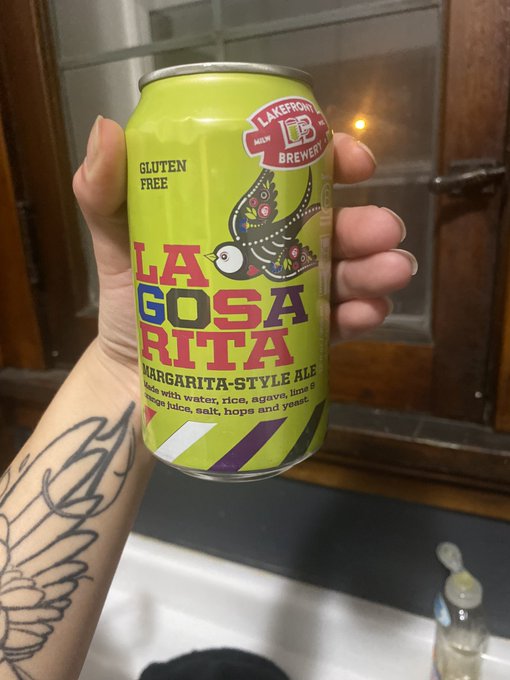 LAKEFRONT
MILW
LB
BREWERY
GLUTEN
FREE
LA
GOSA
RITA
MARGARITA-STYLE ALE
Made with water, rice, agave, lime &
orange juice, salt, hops and yeast.